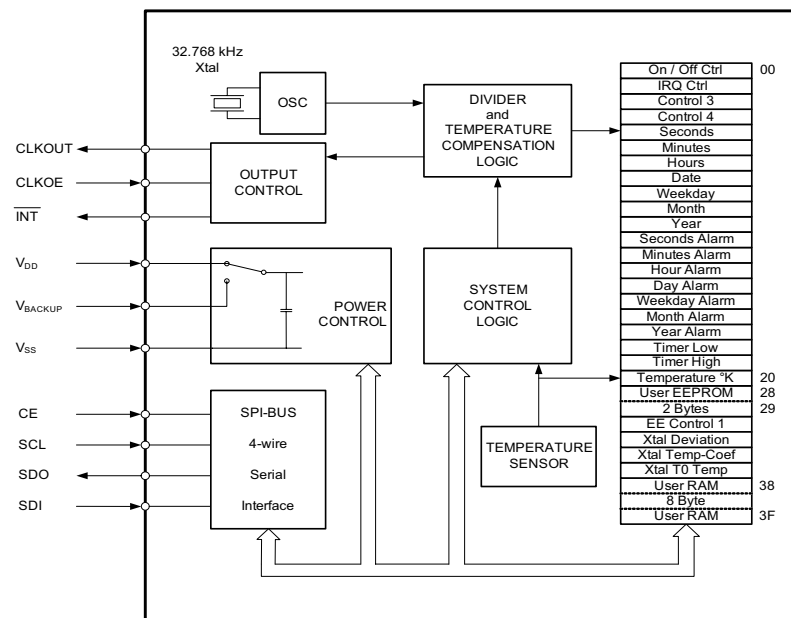 32.768 kHz
Xtal
OSC
DIVIDER
and
TEMPERATURE
COMPENSATION
LOGIC
CLKOUT
CLKOE
INT
OUTPUT
CONTROL
VDD
VBACKUP
VSS
POWER
CONTROL
SYSTEM
CONTROL
LOGIC
CE
SCL
SDO
SDI
SPI-BUS
4-wire
Serial
Interface
TEMPERATURE
SENSOR
On / Off Ctrl 00
IRQ Ctrl
Control 3
Control 4
Seconds
Minutes
Hours
Date
Weekday
Month
Year
Seconds Alarm
Minutes Alarm
Hour Alarm
Day Alarm
Weekday Alarm
Month Alarm
Year Alarm
Timer Low
Timer High
Temperature °K 20
User EEPROM 28
2 Bytes 29
EE Control 1
Xtal Deviation
Xtal Temp-Coef
Xtal T0 Temp
User RAM 38
8 Byte
User RAM 3F